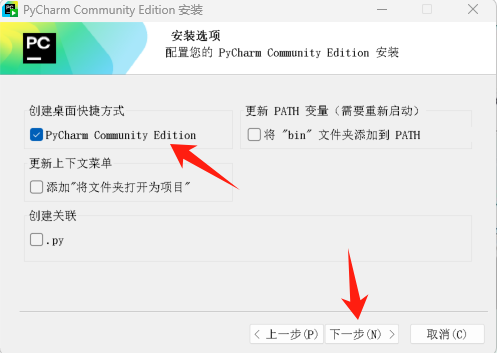 PyCharm Community Edition 安装
PC
安装选项
配置您的 PyCharm Community Edition 安装
创建桌面快捷方式
PyCharm Community Edition
更新 PATH 变量(需要重新启动)
将 "bin" 文件夹添加到 PATH
更新上下文菜单
添加"将文件夹打开为项目"
创建关联
.py
< 上一步(P)
下一步(N) >
取消(C)